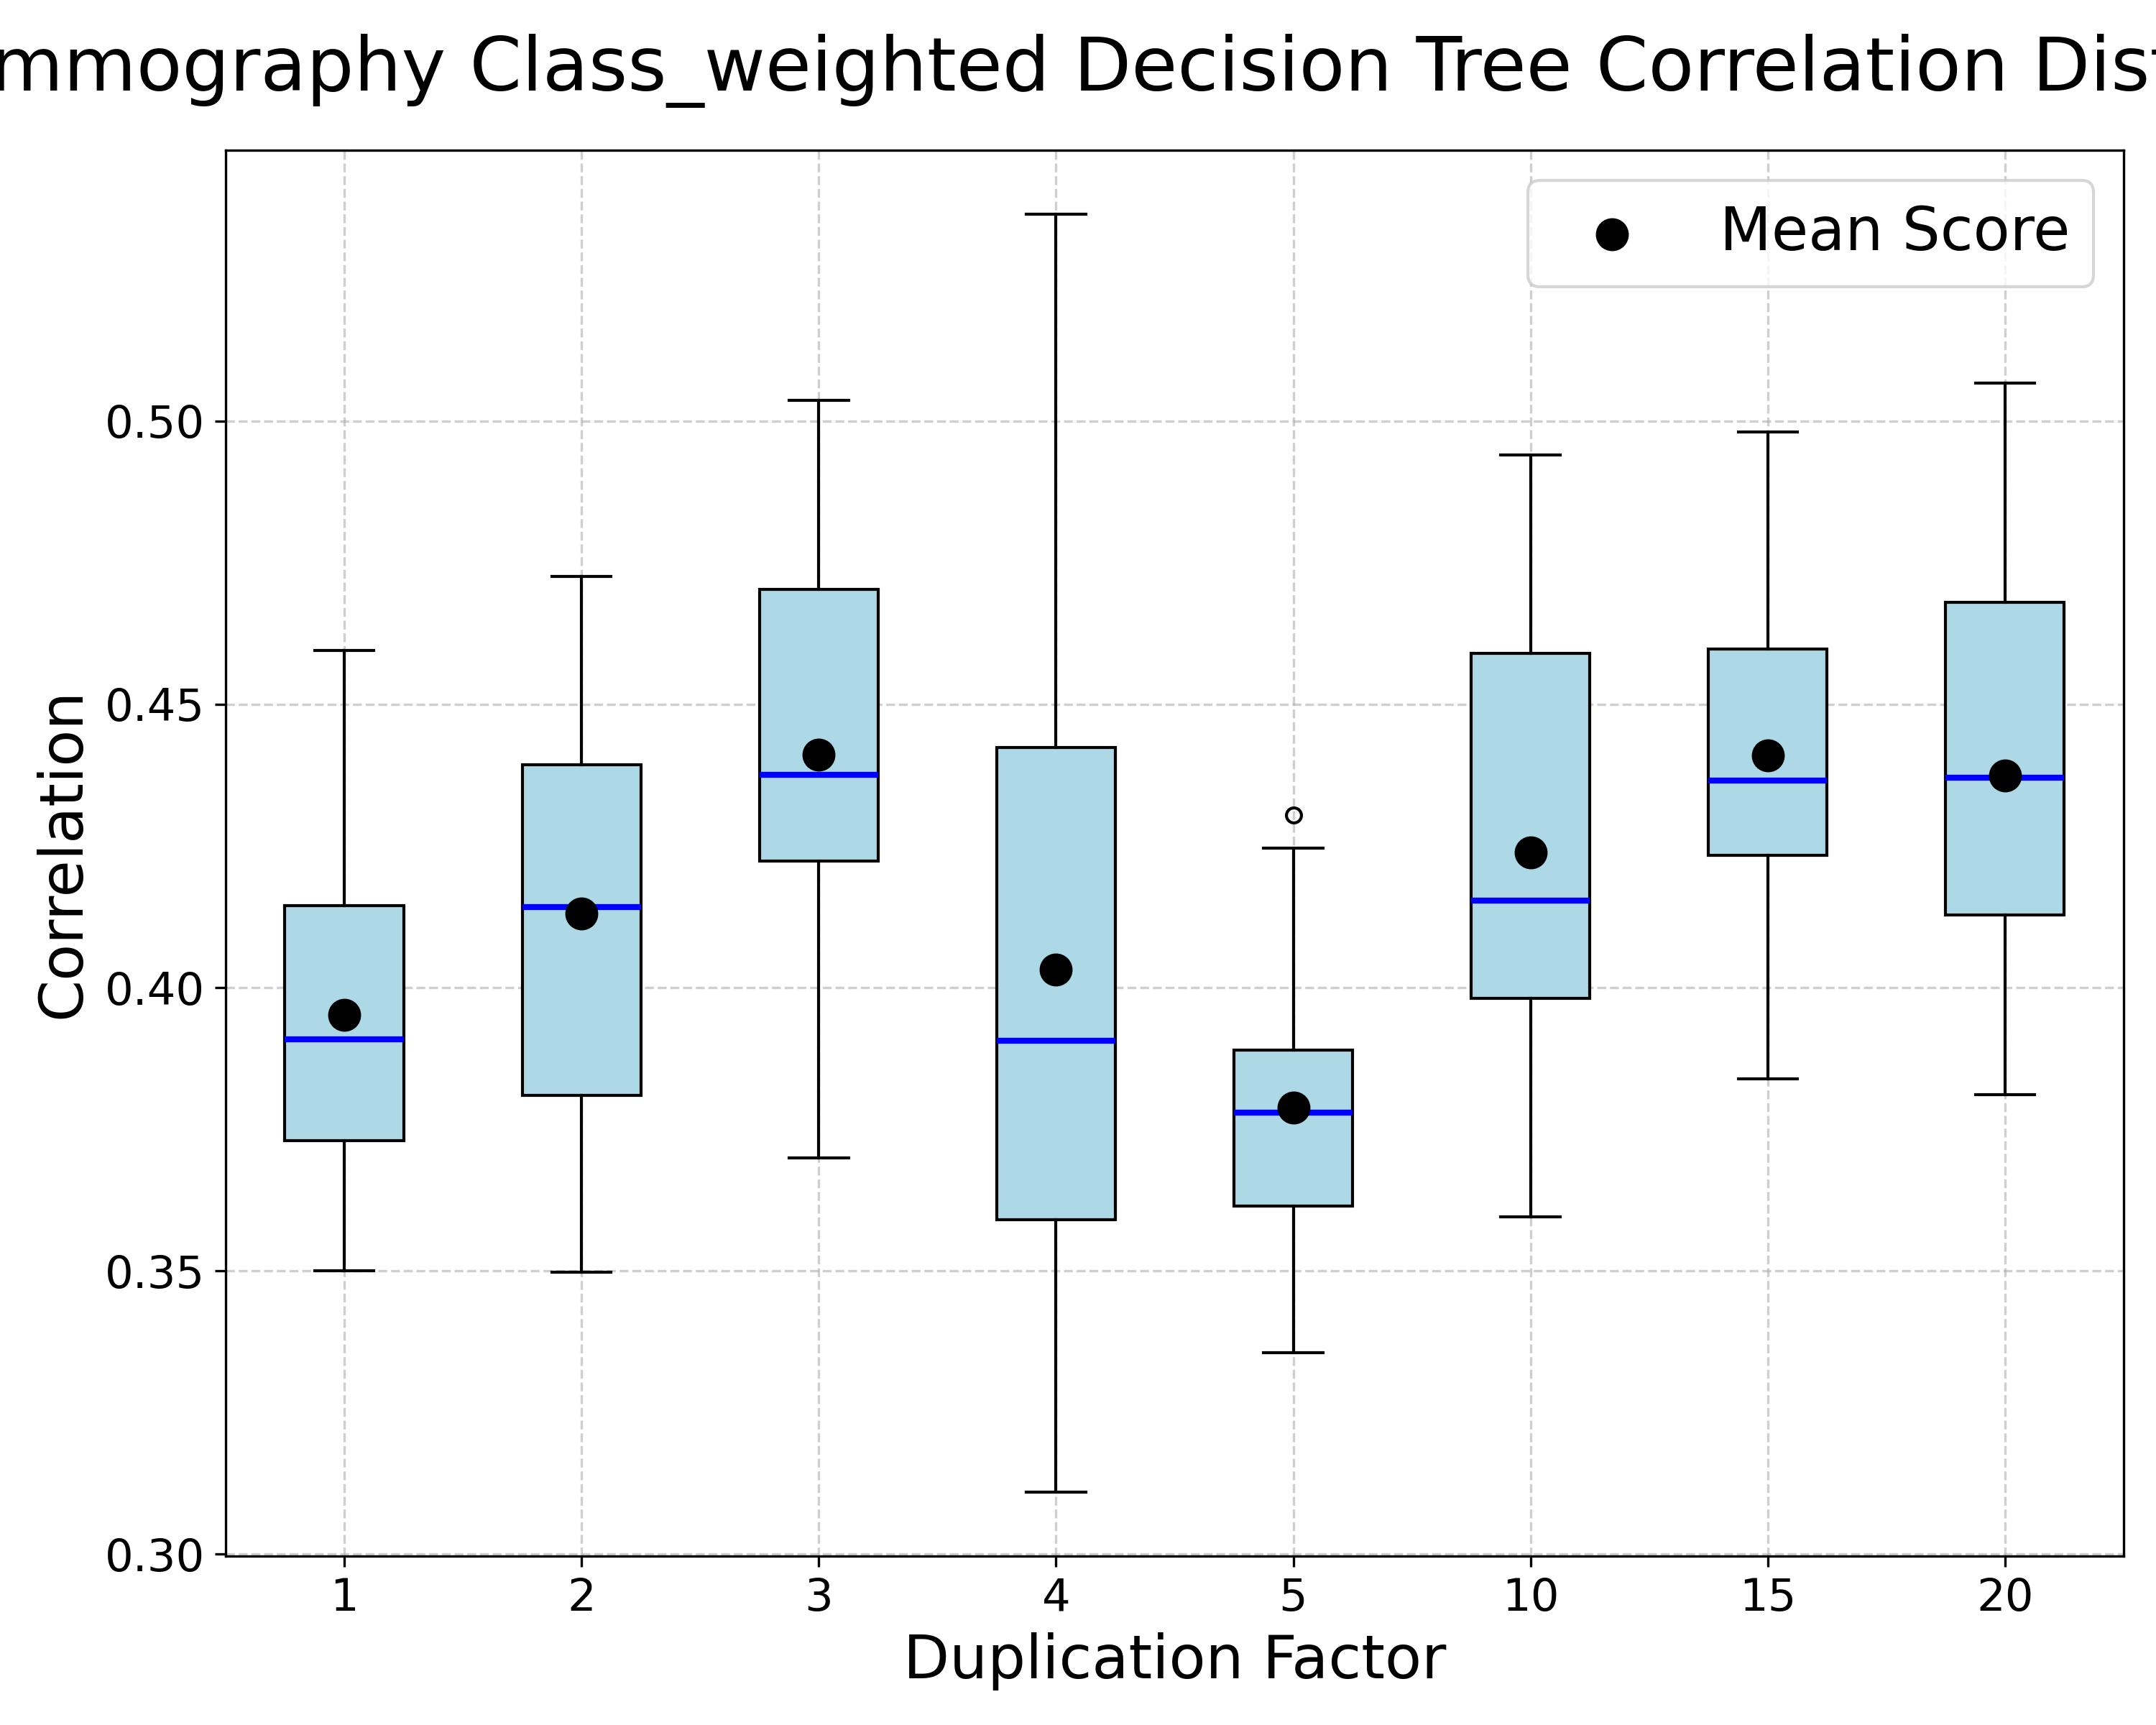 mmography Class_weighted Decision Tree Correlation Dis
Mean Score
Correlation
0.50
0.45
0.40
0.35
0.30
1 2 3 4 5 10 15 20
Duplication Factor